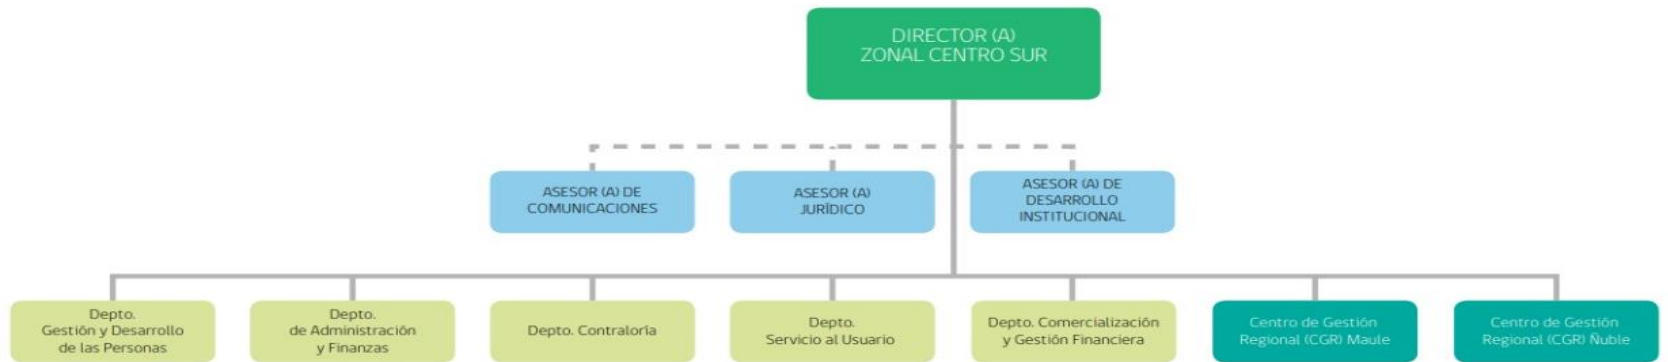 DIRECTOR (A)
ZONAL CENTRO SUR
ASESOR (A) DE
COMUNICACIONES
ASESOR (A)
JURÍDICO
ASESOR (A) DE
DESARROLLO
INSTITUCIONAL
Depto.
Gestión y Desarrollo
de las Personas
Depto.
de Administración
y Finanzas
Depto. Contraloría
Depto.
Servicio al Usuario
Depto. Comercialización
y Gestión Financiera
Centro de Gestión
Regional (CGR) Maule
Centro de Gestión
Regional (CGR) Ñuble